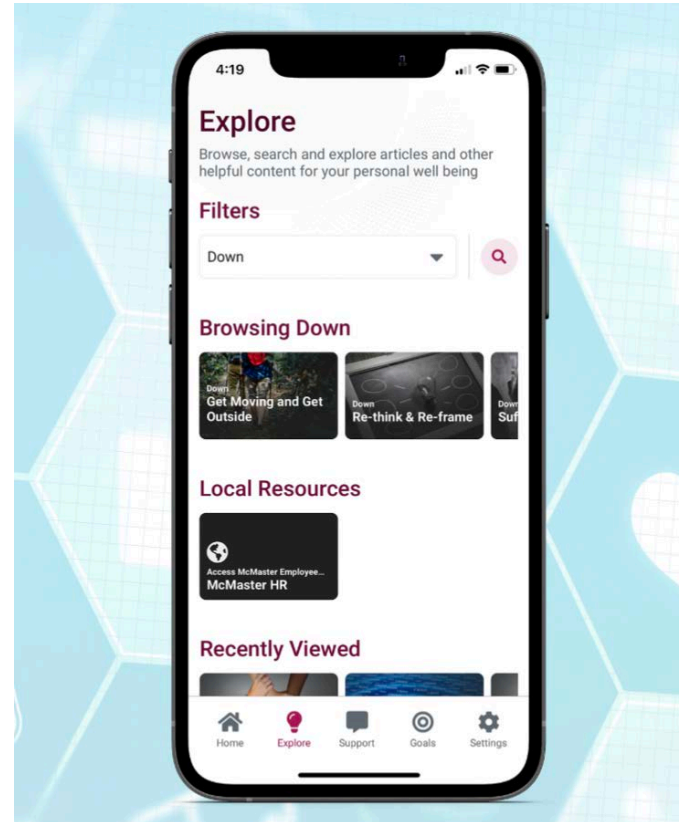 4:19
Explore
Browse, search and explore articles and other
helpful content for your personal well being
Filters
Down
Browsing Down
Down
Get Moving and Get
Outside
Down
Re-think & Re-frame
Down
Suf
Local Resources
Access McMaster Employee...
McMaster HR
Recently Viewed
Home
Explore
Support
Goals
Settings